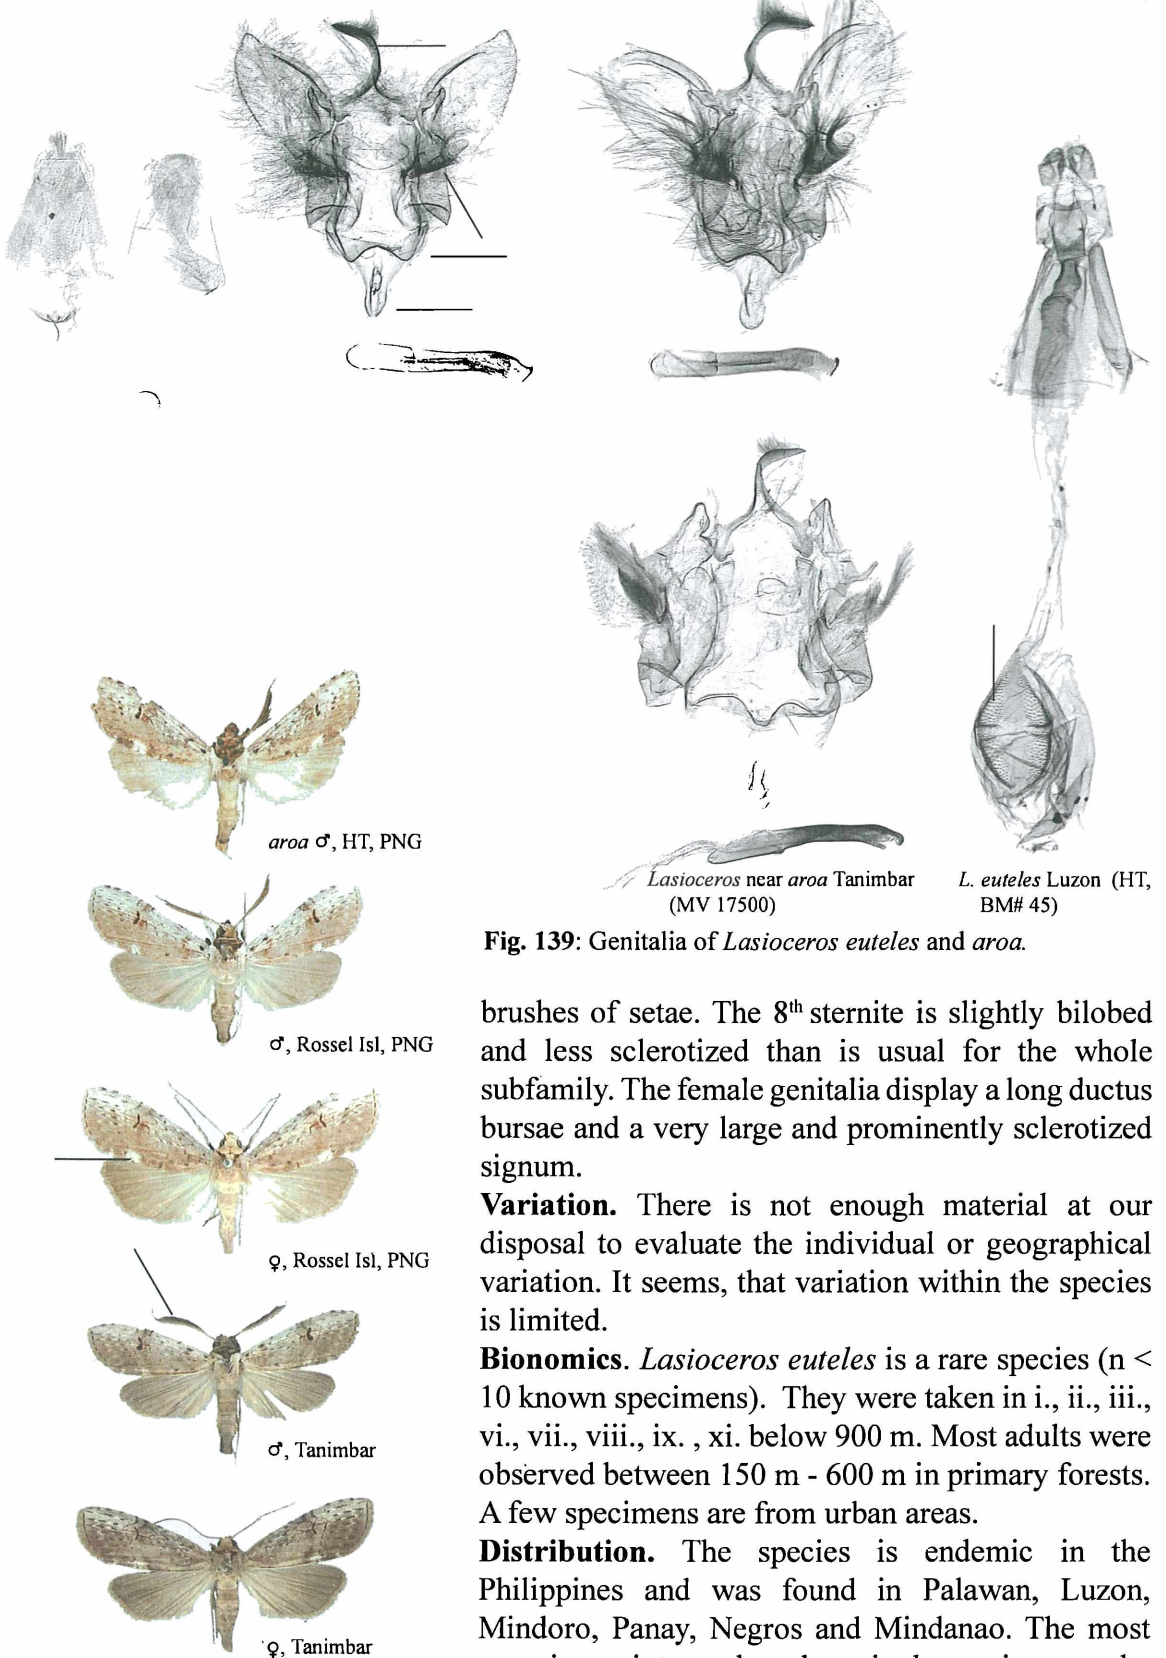 aroa ♂, HT, PNG
♂, Rossel Isl, PNG
♀, Rossel Isl, PNG
♂, Tanimbar
♀, Tanimbar
Lasioceros near aroa Tanimbar
(MV 17500)
L. euteles Luzon (HT,
BM# 45)
Fig. 139: Genitalia of Lasioceros euteles and aroa.
brushes of setae. The 8th sternite is slightly bilobed
and less sclerotized than is usual for the whole
subfamily. The female genitalia display a long ductus
bursae and a very large and prominently sclerotized
signum.
Variation. There is not enough material at our
disposal to evaluate the individual or geographical
variation. It seems, that variation within the species
is limited.
Bionomics. Lasioceros euteles is a rare species (n <
10 known specimens). They were taken in i., ii., iii.,
vi., vii., viii., ix. , xi. below 900 m. Most adults were
observed between 150 m - 600 m in primary forests.
A few specimens are from urban areas.
Distribution. The species is endemic in the
Philippines and was found in Palawan, Luzon,
Mindoro, Panay, Negros and Mindanao. The most